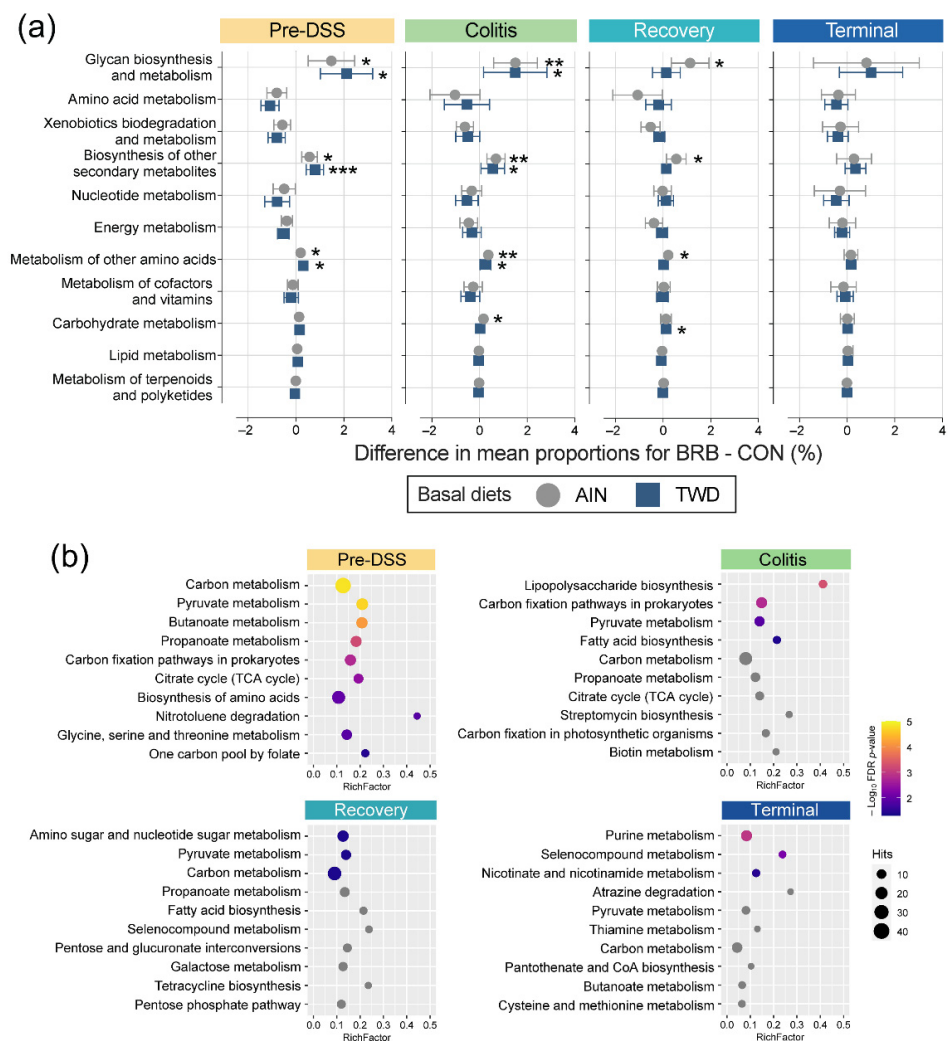 (a)
Pre-DSS
Colitis
Recovery
Terminal
Glycan biosynthesis
and metabolism
* * ** * *
Amino acid metabolism
Xenobiotics biodegradation
and metabolism
Biosynthesis of other
secondary metabolites
* *** ** * *
Nucleotide metabolism
Energy metabolism
Metabolism of other amino acids
* * ** * *
Metabolism of cofactors
and vitamins
Carbohydrate metabolism
* *
Lipid metabolism
Metabolism of terpenoids
and polyketides
−2 0 2 4 −2 0 2 4 −2 0 2 4 −2 0 2 4
Difference in mean proportions for BRB - CON (%)
Basal diets AIN TWD
(b)
Pre-DSS
Carbon metabolism
Pyruvate metabolism
Butanoate metabolism
Propanoate metabolism
Carbon fixation pathways in prokaryotes
Citrate cycle (TCA cycle)
Biosynthesis of amino acids
Nitrotoluene degradation
Glycine, serine and threonine metabolism
One carbon pool by folate
0.0 0.1 0.2 0.3 0.4 0.5
RichFactor
Colitis
Lipopolysaccharide biosynthesis
Carbon fixation pathways in prokaryotes
Pyruvate metabolism
Fatty acid biosynthesis
Carbon metabolism
Propanoate metabolism
Citrate cycle (TCA cycle)
Streptomycin biosynthesis
Carbon fixation in photosynthetic organisms
Biotin metabolism
0.0 0.1 0.2 0.3 0.4 0.5
RichFactor
Recovery
Amino sugar and nucleotide sugar metabolism
Pyruvate metabolism
Carbon metabolism
Propanoate metabolism
Fatty acid biosynthesis
Selenocompound metabolism
Pentose and glucuronate interconversions
Galactose metabolism
Tetracycline biosynthesis
Pentose phosphate pathway
0.0 0.1 0.2 0.3 0.4 0.5
RichFactor
Terminal
Purine metabolism
Selenocompound metabolism
Nicotinate and nicotinamide metabolism
Atrazine degradation
Pyruvate metabolism
Thiamine metabolism
Carbon metabolism
Pantothenate and CoA biosynthesis
Butanoate metabolism
Cysteine and methionine metabolism
0.0 0.1 0.2 0.3 0.4 0.5
RichFactor
− Log₁₀ FDR p-value
5
4
3
2
Hits
10
20
30
40